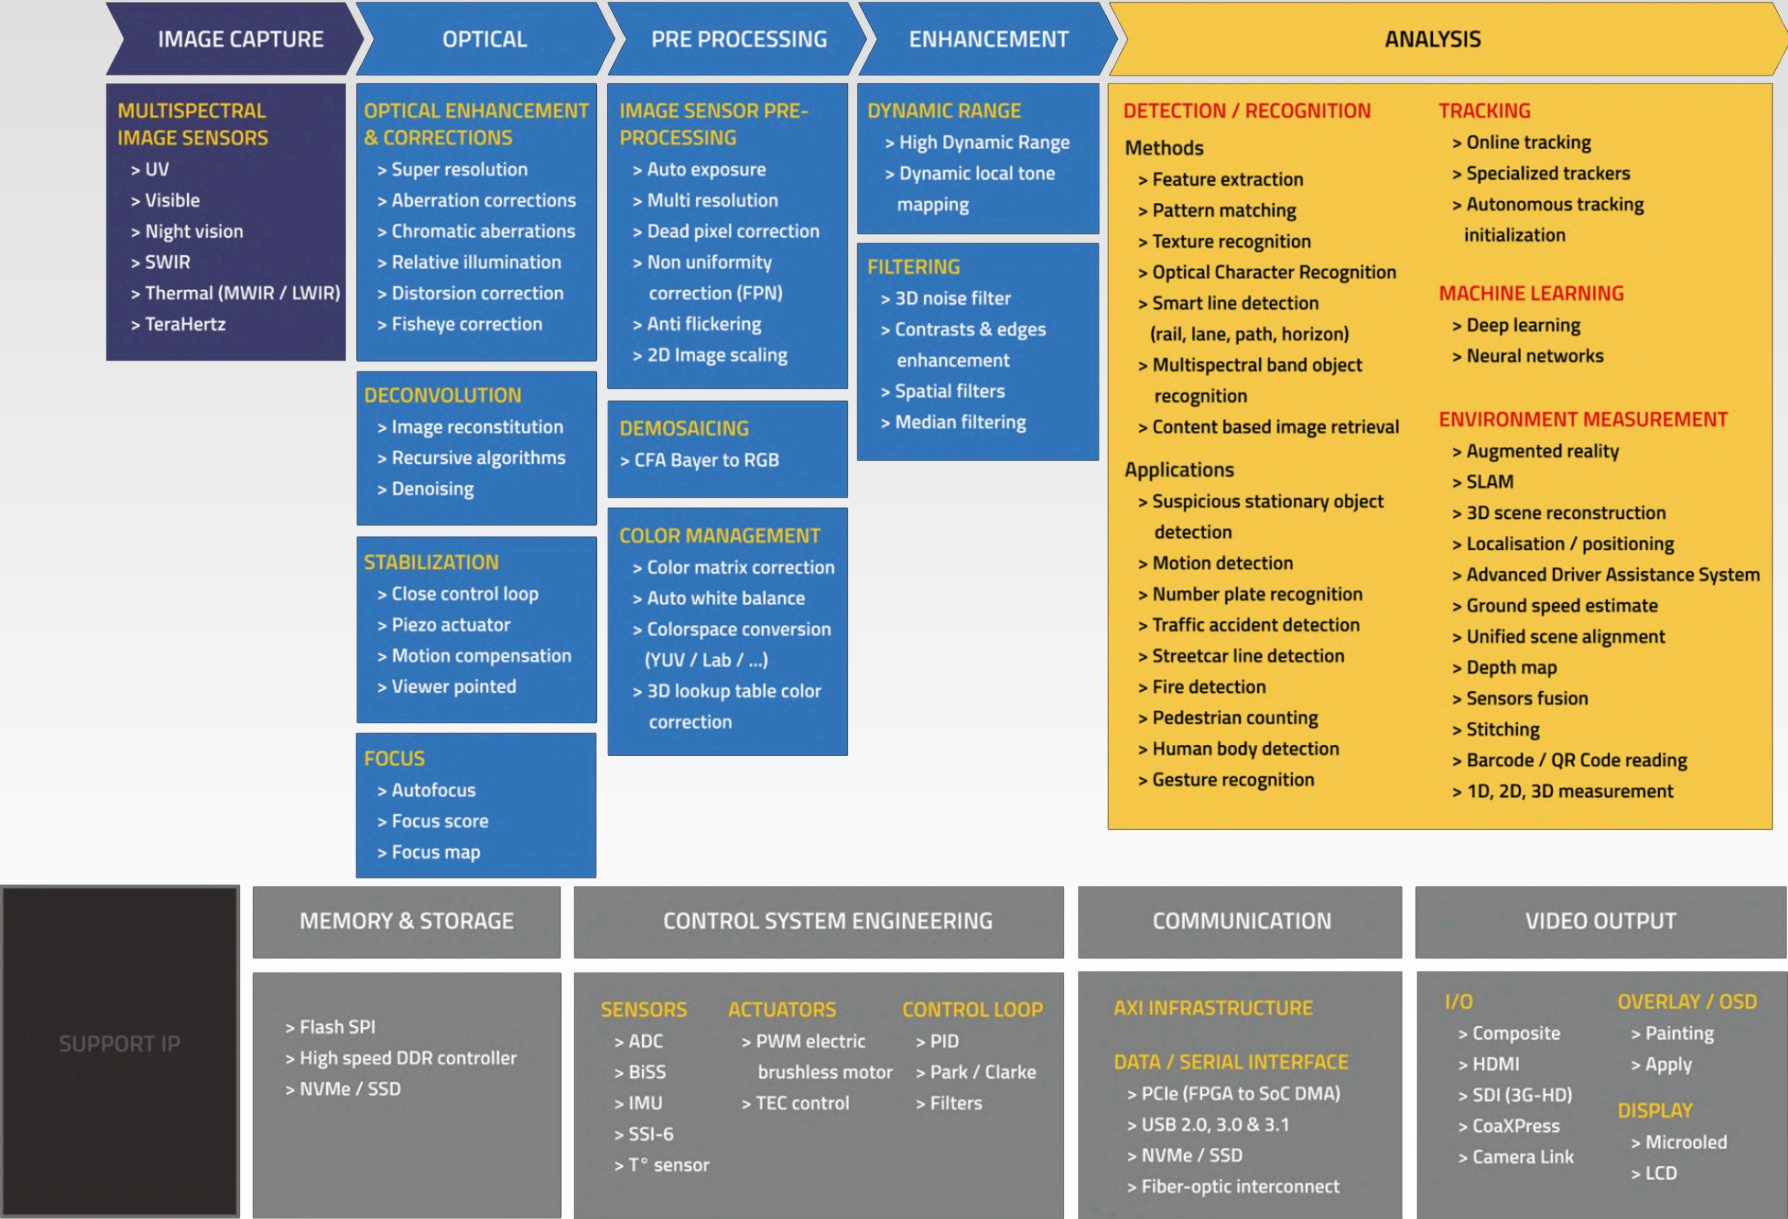 IMAGE CAPTURE
OPTICAL
PRE PROCESSING
ENHANCEMENT
ANALYSIS
MULTISPECTRAL
IMAGE SENSORS
> UV
> Visible
> Night vision
> SWIR
> Thermal (MWIR / LWIR)
> TeraHertz
OPTICAL ENHANCEMENT
& CORRECTIONS
> Super resolution
> Aberration corrections
> Chromatic aberrations
> Relative illumination
> Distorsion correction
> Fisheye correction
DECONVOLUTION
> Image reconstitution
> Recursive algorithms
> Denoising
STABILIZATION
> Close control loop
> Piezo actuator
> Motion compensation
> Viewer pointed
FOCUS
> Autofocus
> Focus score
> Focus map
IMAGE SENSOR PRE-
PROCESSING
> Auto exposure
> Multi resolution
> Dead pixel correction
> Non uniformity
correction (FPN)
> Anti flickering
> 2D Image scaling
DEMOSAICING
> CFA Bayer to RGB
COLOR MANAGEMENT
> Color matrix correction
> Auto white balance
> Colorspace conversion
(YUV / Lab / ...)
> 3D lookup table color
correction
DYNAMIC RANGE
> High Dynamic Range
> Dynamic local tone
mapping
FILTERING
> 3D noise filter
> Contrasts & edges
enhancement
> Spatial filters
> Median filtering
DETECTION / RECOGNITION
Methods
> Feature extraction
> Pattern matching
> Texture recognition
> Optical Character Recognition
> Smart line detection
(rail, lane, path, horizon)
> Multispectral band object
recognition
> Content based image retrieval
Applications
> Suspicious stationary object
detection
> Motion detection
> Number plate recognition
> Traffic accident detection
> Streetcar line detection
> Fire detection
> Pedestrian counting
> Human body detection
> Gesture recognition
TRACKING
> Online tracking
> Specialized trackers
> Autonomous tracking
initialization
MACHINE LEARNING
> Deep learning
> Neural networks
ENVIRONMENT MEASUREMENT
> Augmented reality
> SLAM
> 3D scene reconstruction
> Localisation / positioning
> Advanced Driver Assistance System
> Ground speed estimate
> Unified scene alignment
> Depth map
> Sensors fusion
> Stitching
> Barcode / QR Code reading
> 1D, 2D, 3D measurement
SUPPORT IP
MEMORY & STORAGE
> Flash SPI
> High speed DDR controller
> NVMe / SSD
CONTROL SYSTEM ENGINEERING
SENSORS
> ADC
> BiSS
> IMU
> SSI-6
> T° sensor
ACTUATORS
> PWM electric
brushless motor
> TEC control
CONTROL LOOP
> PID
> Park / Clarke
> Filters
COMMUNICATION
AXI INFRASTRUCTURE
DATA / SERIAL INTERFACE
> PCIe (FPGA to SoC DMA)
> USB 2.0, 3.0 & 3.1
> NVMe / SSD
> Fiber-optic interconnect
VIDEO OUTPUT
I/O
> Composite
> HDMI
> SDI (3G-HD)
> CoaXPress
> Camera Link
OVERLAY / OSD
> Painting
> Apply
DISPLAY
> Microoled
> LCD